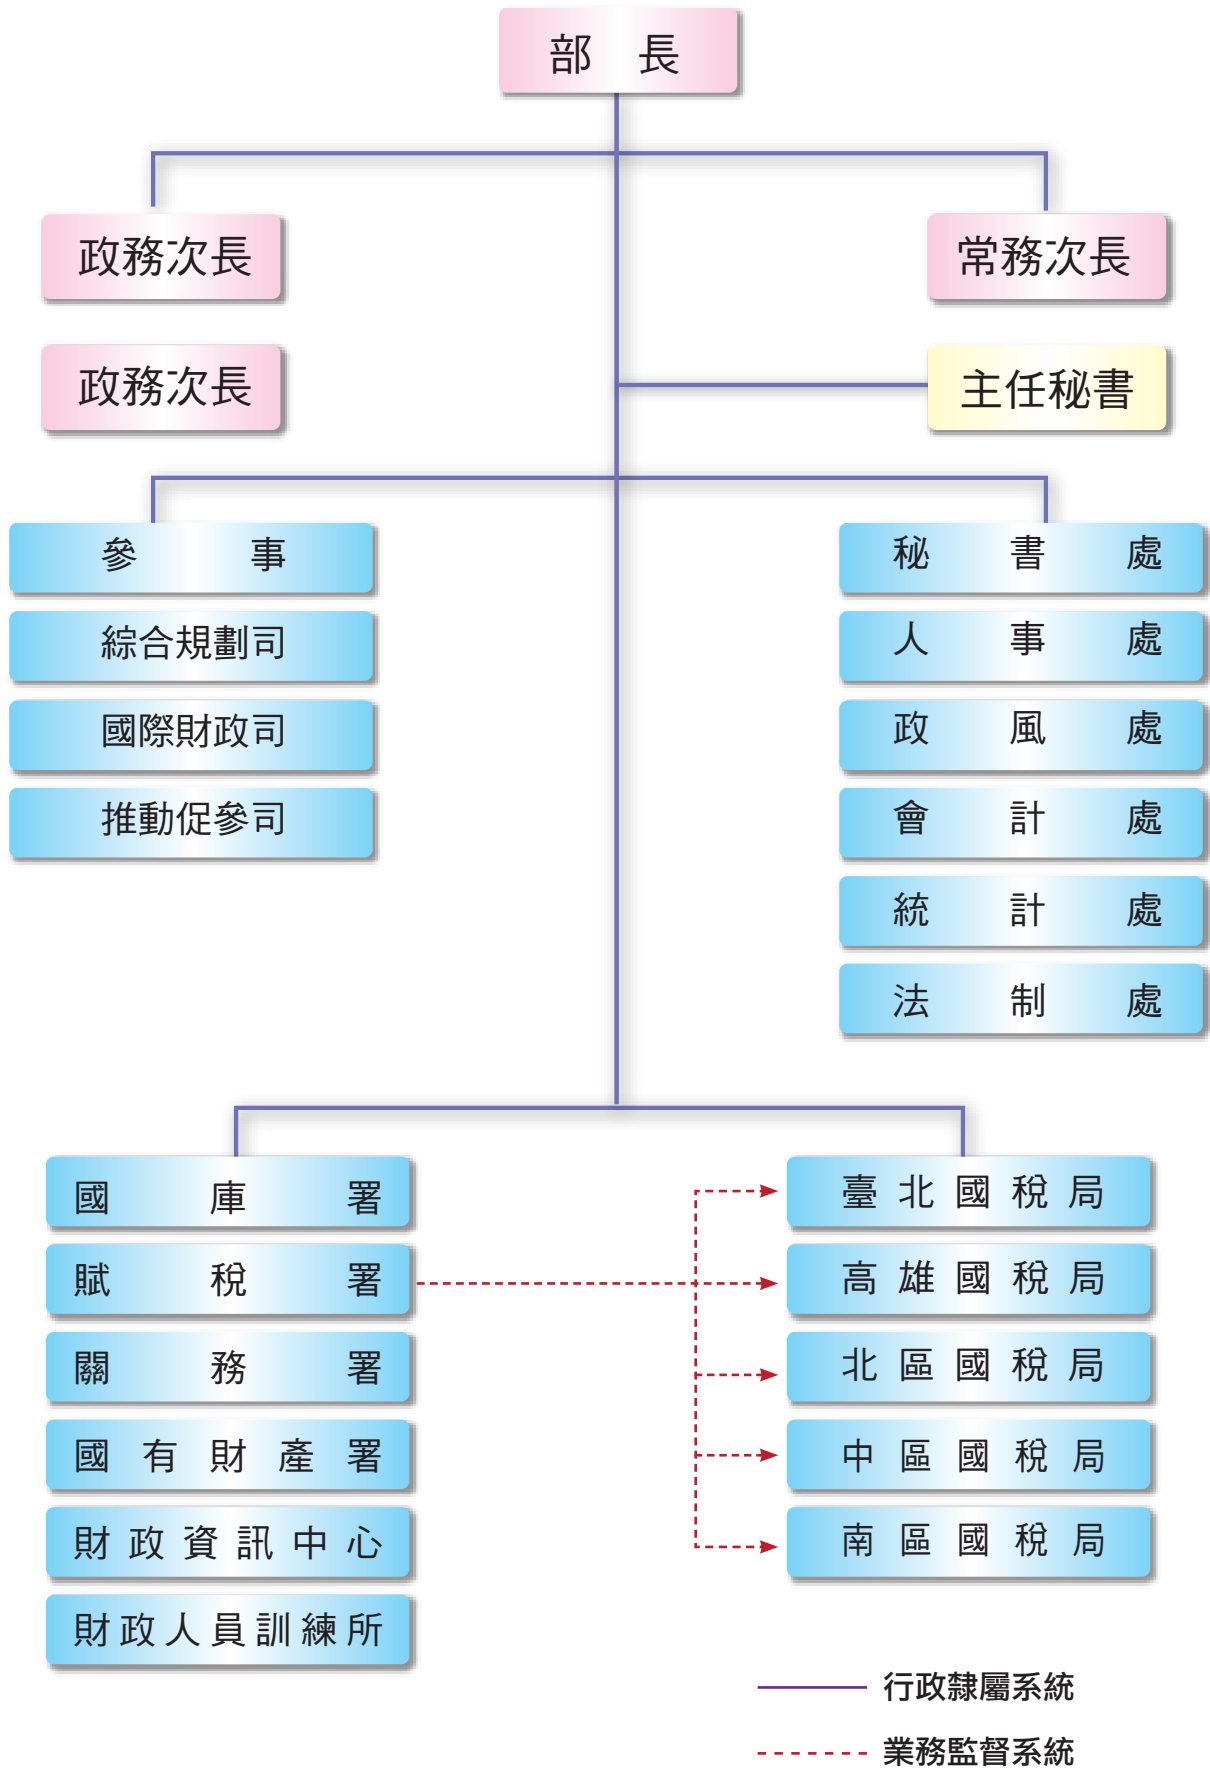 部長
政務次長
常務次長
政務次長
主任秘書
參事
綜合規劃司
國際財政司
推動促參司
秘書處
人事處
政風處
會計處
統計處
法制處
國庫署
賦稅署
關務署
國有財產署
財政資訊中心
財政人員訓練所
臺北國稅局
高雄國稅局
北區國稅局
中區國稅局
南區國稅局
行政隸屬系統
業務監督系統